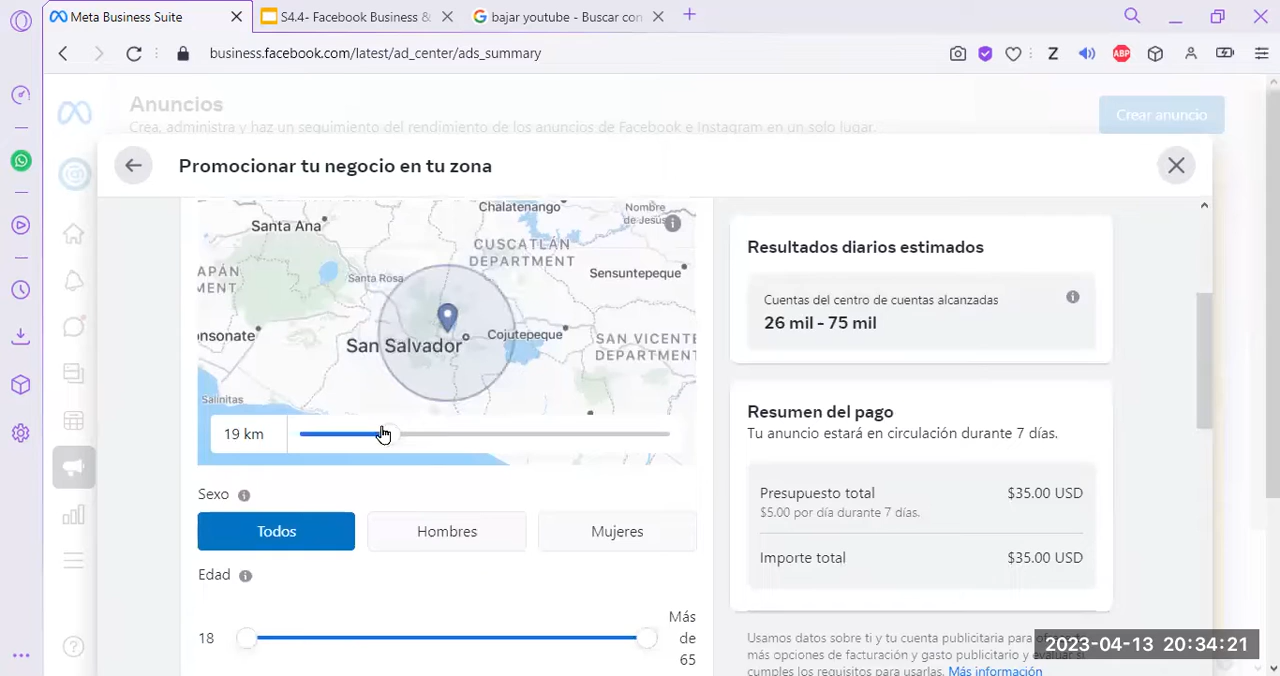 Meta Business Suite
S4.4- Facebook Business &
bajar youtube - Buscar con
business.facebook.com/latest/ad_center/ads_summary
Z
ABP
Anuncios
Crea, administra y haz un seguimiento del rendimiento de los anuncios de Facebook e Instagram en un solo lugar.
Crear anuncio
Promocionar tu negocio en tu zona
Chalatenango
Nombre
de Jesús
Santa Ana
CUSCATLÁN
DEPARTMENT
APÁN
MENT
Santa Rosa
Sensuntepeque
onsonate
Cojutepeque
San Salvador
SAN VICENTE
DEPARTMENT
Salinitas
19 km
Sexo
Todos
Hombres
Mujeres
Edad
18
Más
de
65
Resultados diarios estimados
Cuentas del centro de cuentas alcanzadas
26 mil - 75 mil
Resumen del pago
Tu anuncio estará en circulación durante 7 días.
Presupuesto total
$35.00 USD
$5.00 por día durante 7 días.
Importe total
$35.00 USD
Usamos datos sobre ti y tu cuenta publicitaria para
más opciones de facturación y gasto publicitario y
cumples los requisitos para usarlas. Más información
2023-04-13 20:34:21